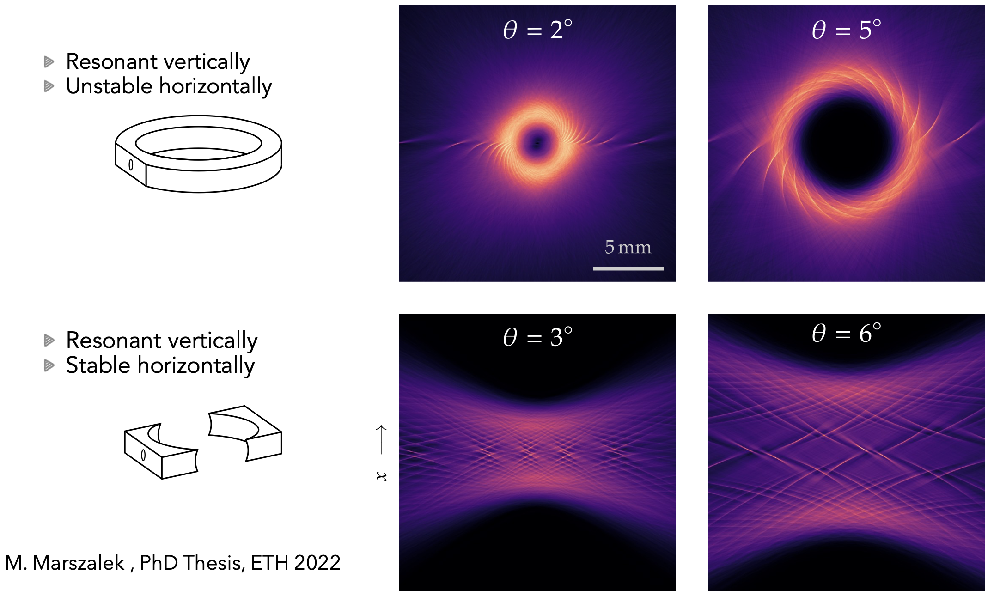 θ = 2°
θ = 5°
Resonant vertically
Unstable horizontally
5 mm
θ = 3°
θ = 6°
Resonant vertically
Stable horizontally
x →
M. Marszalek , PhD Thesis, ETH 2022